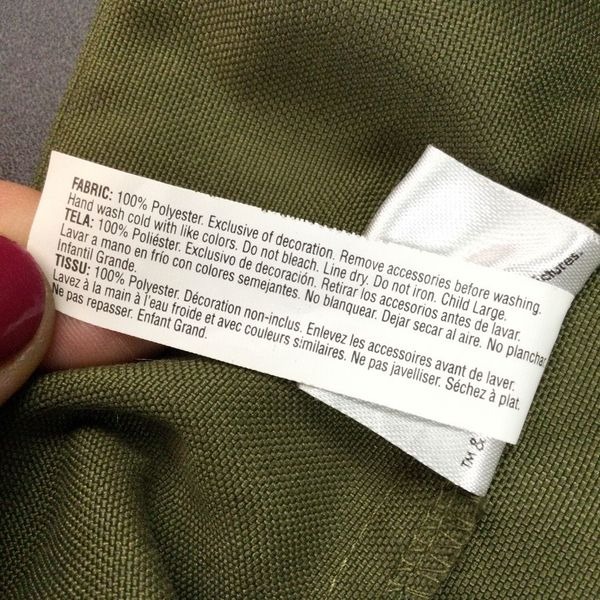 FABRIC: 100% Polyester. Exclusive of decoration. Remove accessories before washing.
Hand wash cold with like colors. Do not bleach. Line dry. Do not iron. Child Large.
TELA: 100% Poliéster. Exclusivo de decoración. Retirar los accesorios antes de lavar.
Lavar a mano en frío con colores semejantes. No blanquear. Dejar secar al aire. No planchar
Infantil Grande.
TISSU: 100% Polyester. Décoration non-inclus. Enlevez les accessoires avant de laver.
Lavez à la main à l'eau froide et avec couleurs similaires. Ne pas javelliser. Séchez à plat.
Ne pas repasser. Enfant Grand.
ctures.
TM &